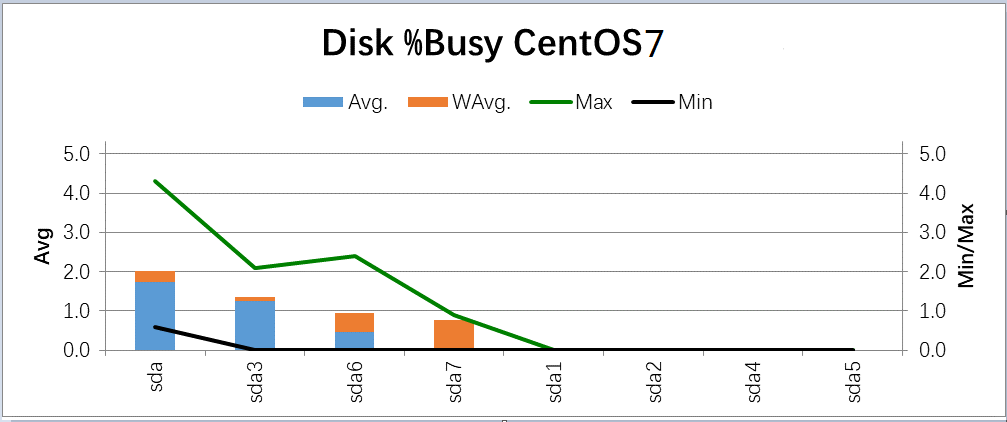 Disk %Busy CentOS7
Avg. WAvg. Max Min
5.0 5.0
4.0 4.0
3.0 3.0
2.0 2.0
1.0 1.0
0.0 0.0
Avg
Min/Max
sda sda3 sda6 sda7 sda1 sda2 sda4 sda5